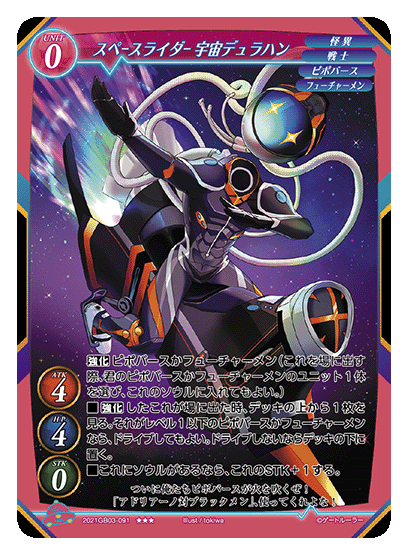 UNIT
0
スペースライダー 宇宙デュラハン
怪異
戦士
ビボバース
フューチャーメン
ATK
4
H·P
4
STK
0
強化 ビボバースかフューチャーメン(これを場に出す
際、君のビボバースかフューチャーメンのユニット1体
を選び、これのソウルに入れてもよい。)
■強化したこれが場に出た時、デッキの上から1枚を
見る。それがレベル1以下のビボバースかフューチャーメン
なら、ドライブしてもよい。ドライブしないならデッキの下に
置く。
■これにソウルがあるなら、これのSTK+1する。
ついに俺たちビボバースが火を吹くぜ!
『アドリアーノ対ブラックメン』、使ってくれよな!
2021GB03-091 ★★★ illust / tokiwa ©ゲートルーラー